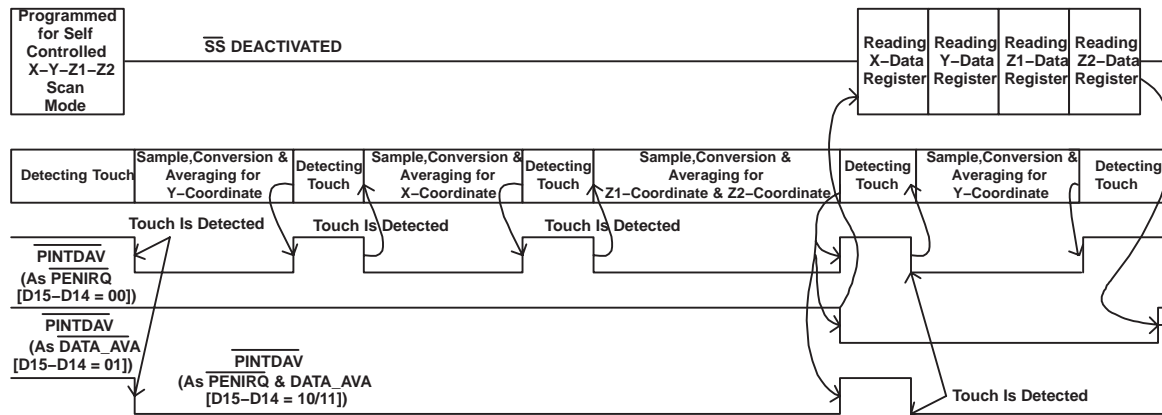 Programmed
for Self
Controlled
X−Y−Z1−Z2
Scan
Mode
SS DEACTIVATED
Reading
X−Data
Register
Reading
Y−Data
Register
Reading
Z1−Data
Register
Reading
Z2−Data
Register
Detecting Touch
Sample,Conversion &
Averaging for
Y−Coordinate
Detecting
Touch
Sample,Conversion &
Averaging for
X−Coordinate
Detecting
Touch
Sample,Conversion &
Averaging for
Z1−Coordinate & Z2−Coordinate
Detecting
Touch
Sample,Conversion &
Averaging for
Y−Coordinate
Detecting
Touch
Touch Is Detected
Touch Is Detected
Touch Is Detected
PINTDAV
(As PENIRQ
[D15−D14 = 00])
PINTDAV
(As DATA_AVA
[D15−D14 = 01])
PINTDAV
(As PENIRQ & DATA_AVA
[D15−D14 = 10/11])
Touch Is Detected